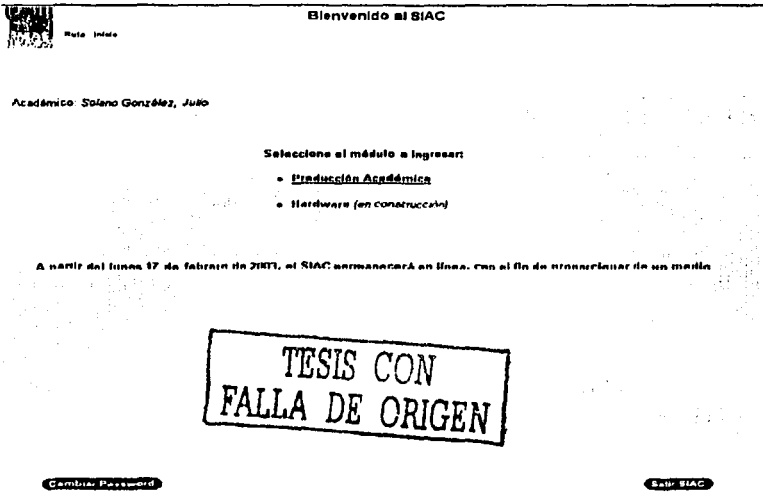 Bienvenido al SIAC
Ruta: Inicio
Académico: Solano González, Julio
Seleccione el módulo a ingresar:
• Producción Académica
• Hardware (en construcción)
A partir del lunes 17 de febrero de 2003, el SIAC permanecerá en línea, con el fin de proporcionar de un medio
TESIS CON
FALLA DE ORIGEN
Cambiar Password
Salir SIAC